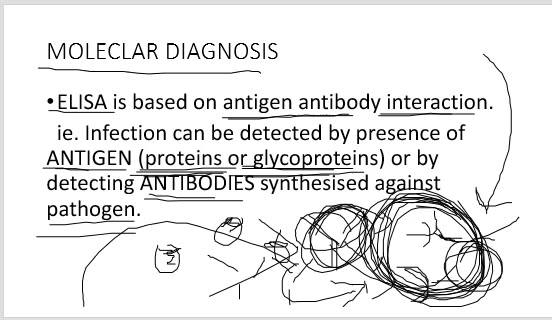 MOLECLAR DIAGNOSIS
•ELISA is based on antigen antibody interaction.
ie. Infection can be detected by presence of
ANTIGEN (proteins or glycoproteins) or by
detecting ANTIBODIES synthesised against
pathogen.